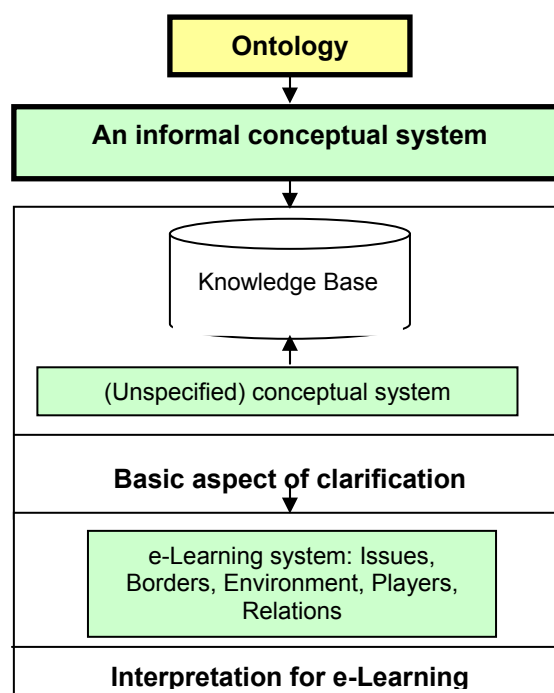 Ontology
An informal conceptual system
Knowledge Base
(Unspecified) conceptual system
Basic aspect of clarification
e-Learning system: Issues,
Borders, Environment, Players,
Relations
Interpretation for e-Learning